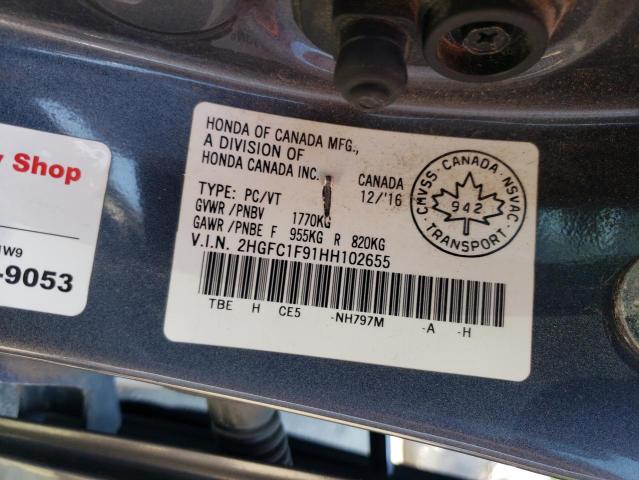 HONDA OF CANADA MFG.,
A DIVISION OF
HONDA CANADA INC.
CANADA
12/'16
TYPE: PC/VT
GVWR/PNBV 1770KG
GAWR/PNBE F 955KG R 820KG
V.I.N. 2HGFC1F91HH102655
TBE H CE5 -NH797M -A -H
CMVSS · CANADA · NSVAC
942
TRANSPORT
y Shop
1W9
-9053